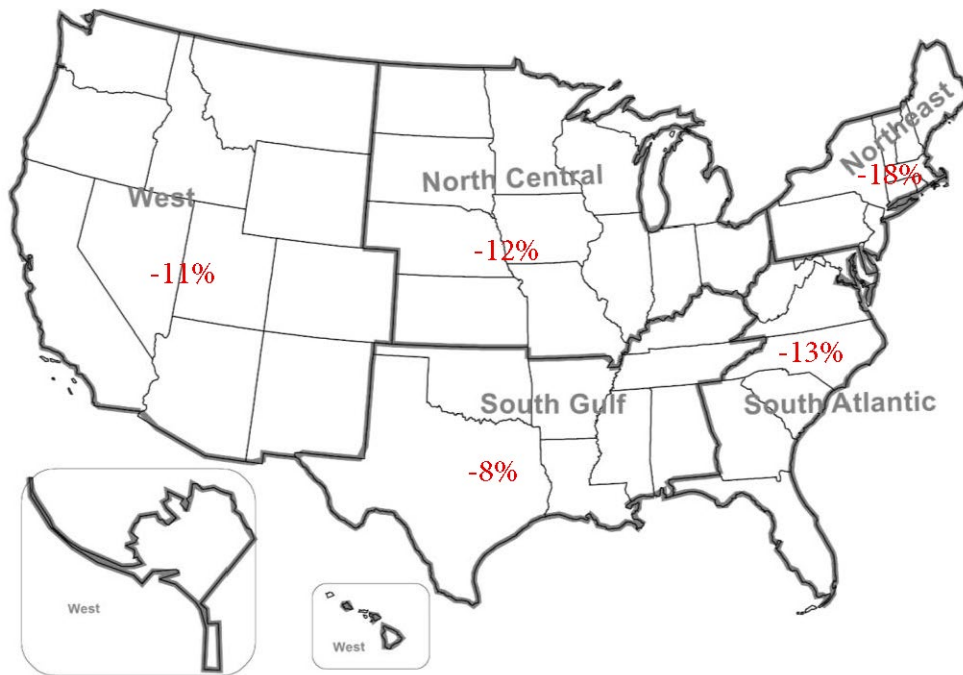 Northeast
-18%
North Central
West
-12%
-11%
-13%
South Gulf
South Atlantic
-8%
West
West